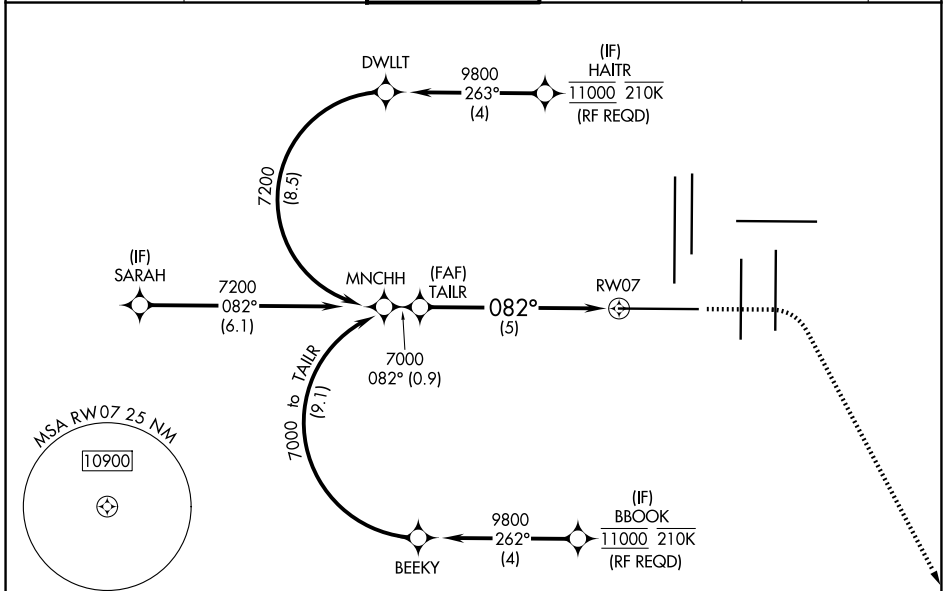 DWLLT
9800
263°
(4)
(IF)
HAITR
11000 210K
(RF REQD)
7200
(8.5)
(IF)
SARAH
7200
082°
(6.1)
MNCHH
(FAF)
TAILR
082°
(5)
RW07
7000
082° (0.9)
7000 to TAILR
(9.1)
MSA RW07 25 NM
10900
BEEKY
9800
262°
(4)
(IF)
BBOOK
11000 210K
(RF REQD)